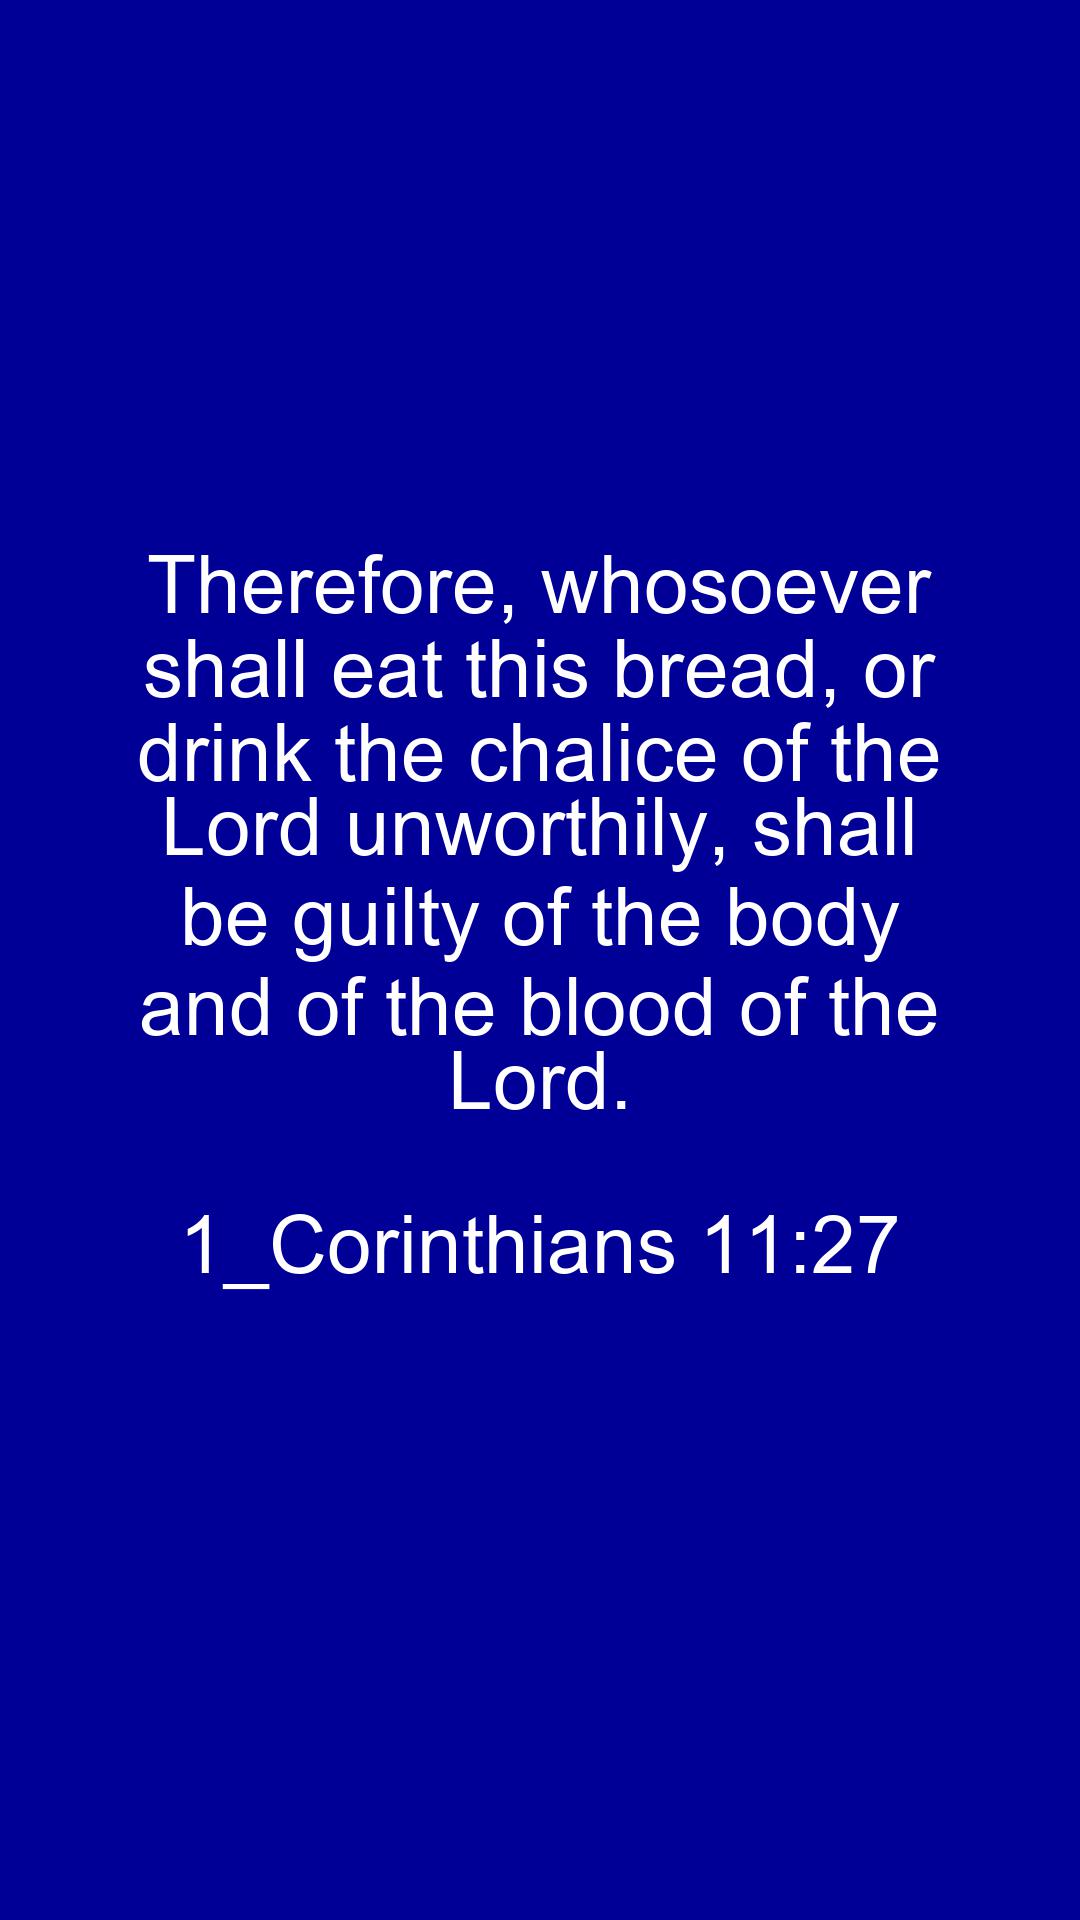 Therefore, whosoever
shall eat this bread, or
drink the chalice of the
Lord unworthily, shall
be guilty of the body
and of the blood of the
Lord.
1_Corinthians 11:27